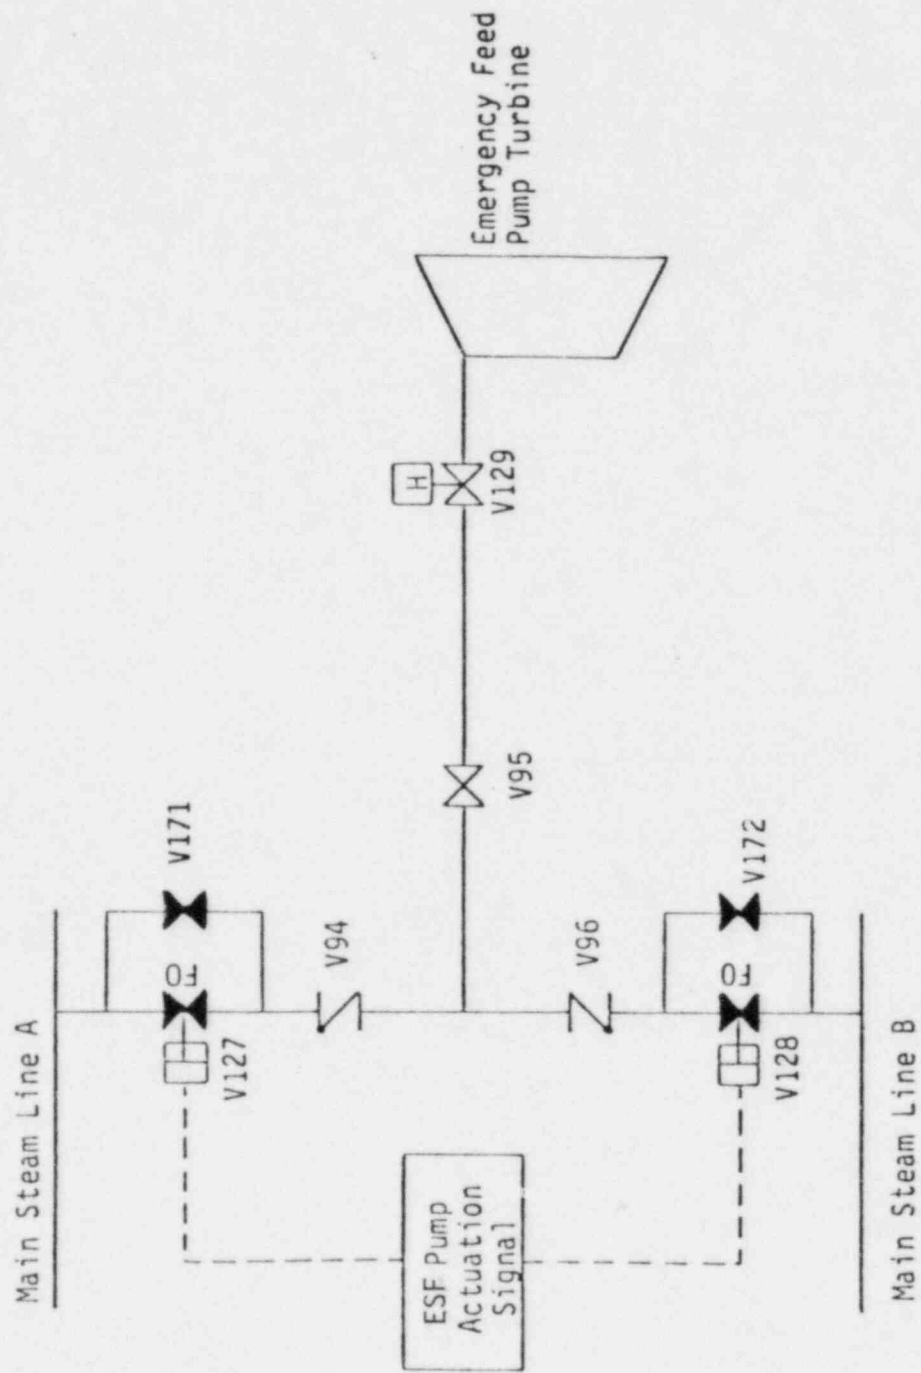 Main Steam Line A
V171
FO
V127
V94
ESF Pump
Actuation
Signal
V95
H
V129
Emergency Feed
Pump Turbine
V96
V172
FO
V128
Main Steam Line B